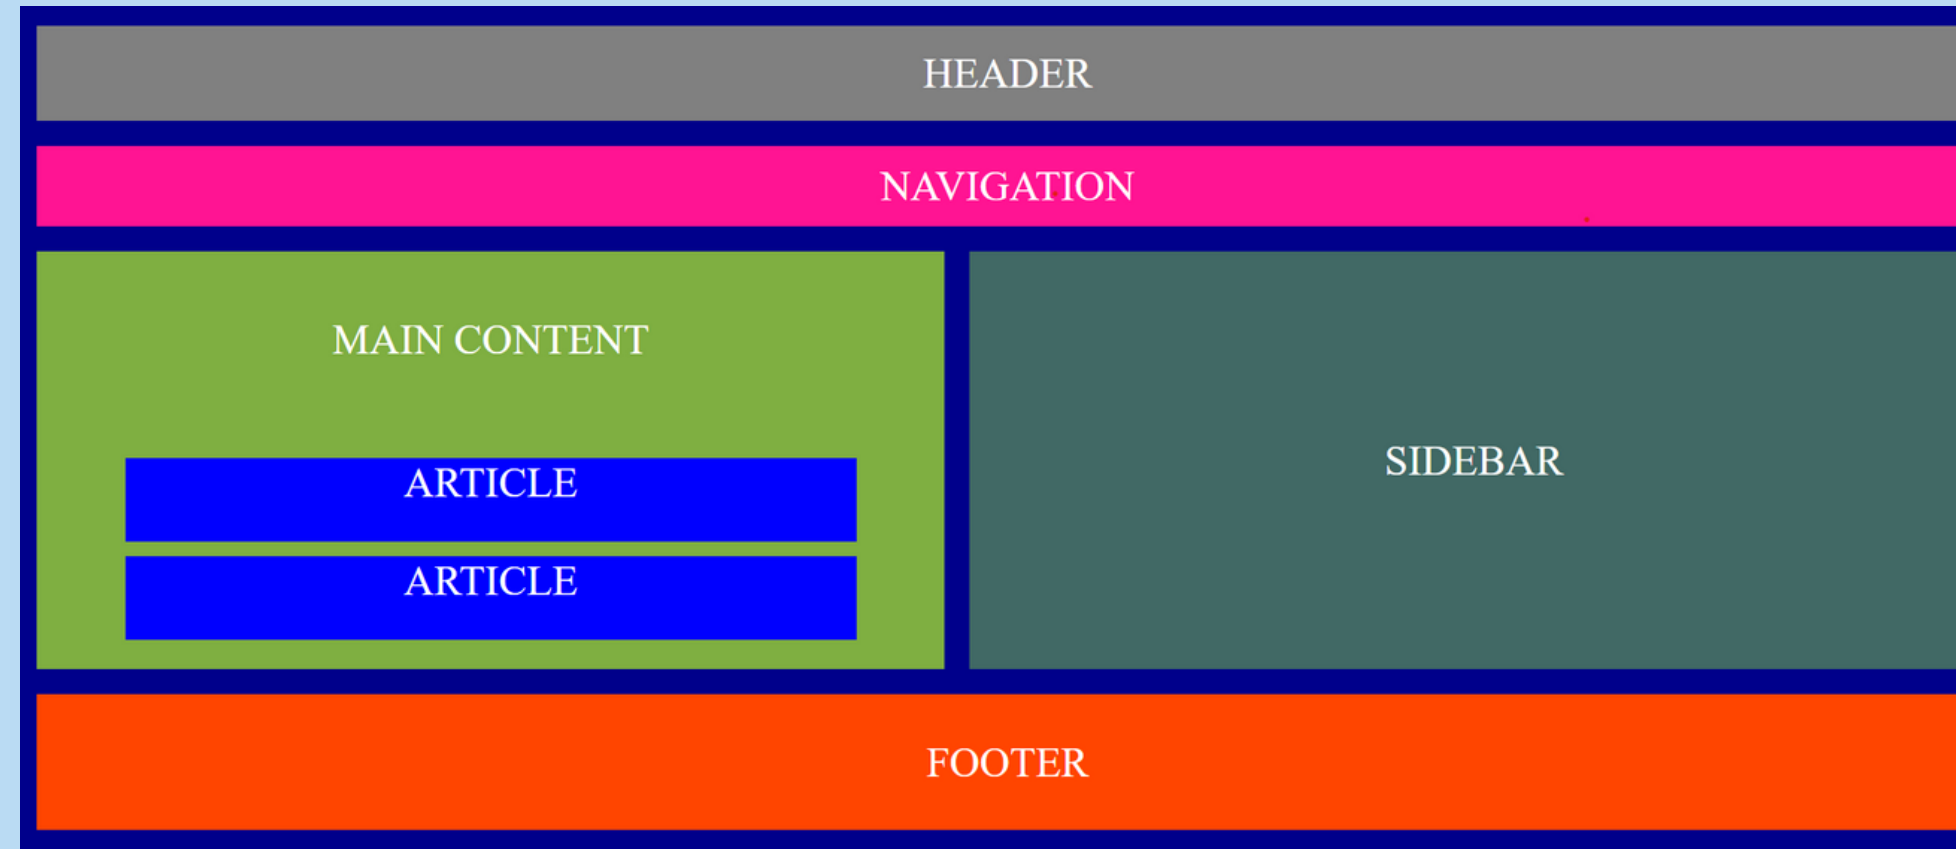 HEADER
NAVIGATION
MAIN CONTENT
ARTICLE
ARTICLE
SIDEBAR
FOOTER